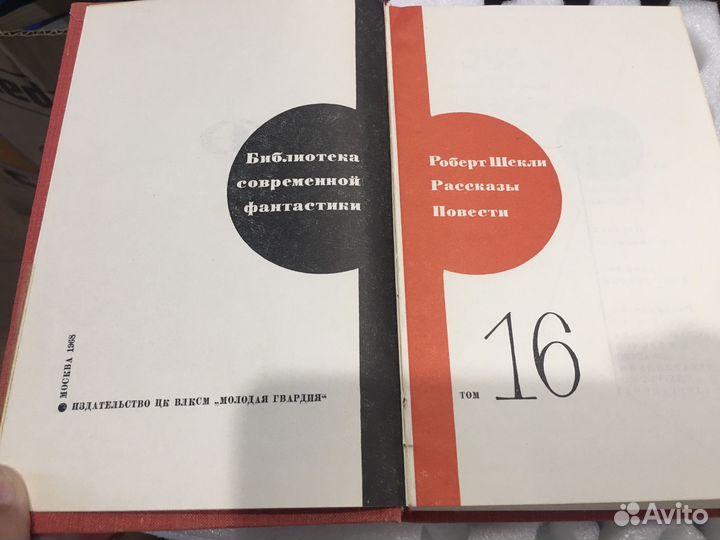 Библиотека
современной
фантастики
МОСКВА 1968
ИЗДАТЕЛЬСТВО ЦК ВЛКСМ „МОЛОДАЯ ГВАРДИЯ“
Роберт Шекли
Рассказы
Повести
ТОМ 16
Avito